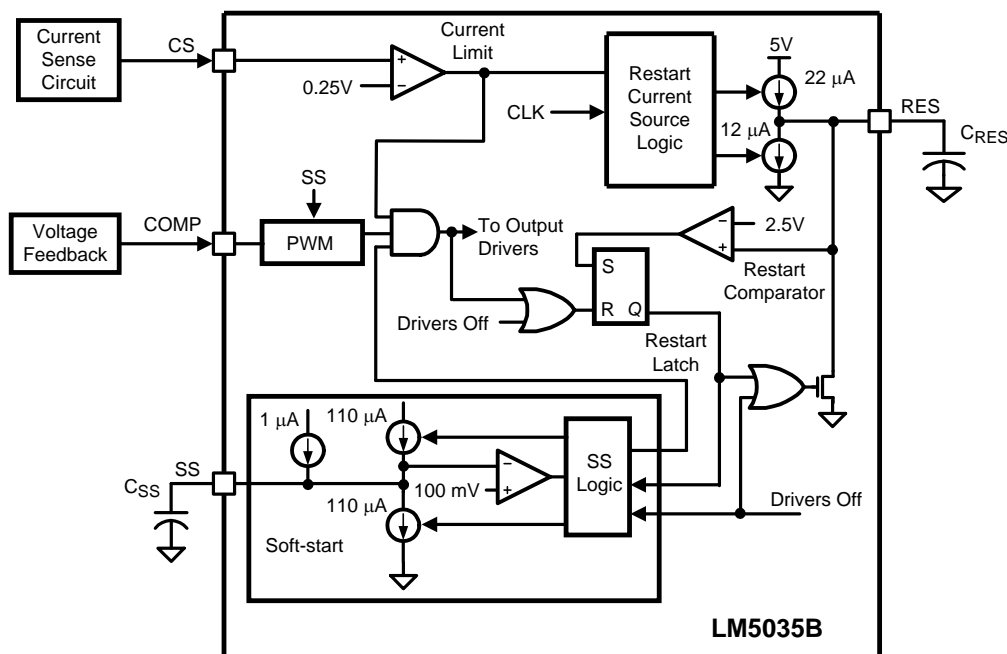 Current
Sense
Circuit
CS
0.25V
Current
Limit
CLK
Restart
Current
Source
Logic
5V
22 μA
12 μA
RES
CRES
Voltage
Feedback
COMP
SS
PWM
To Output
Drivers
2.5V
Restart
Comparator
S
R
Q
Drivers Off
Restart
Latch
1 μA
110 μA
SS
CSS
100 mV
110 μA
SS
Logic
Drivers Off
Soft-start
LM5035B
+
−
−
+
−
+